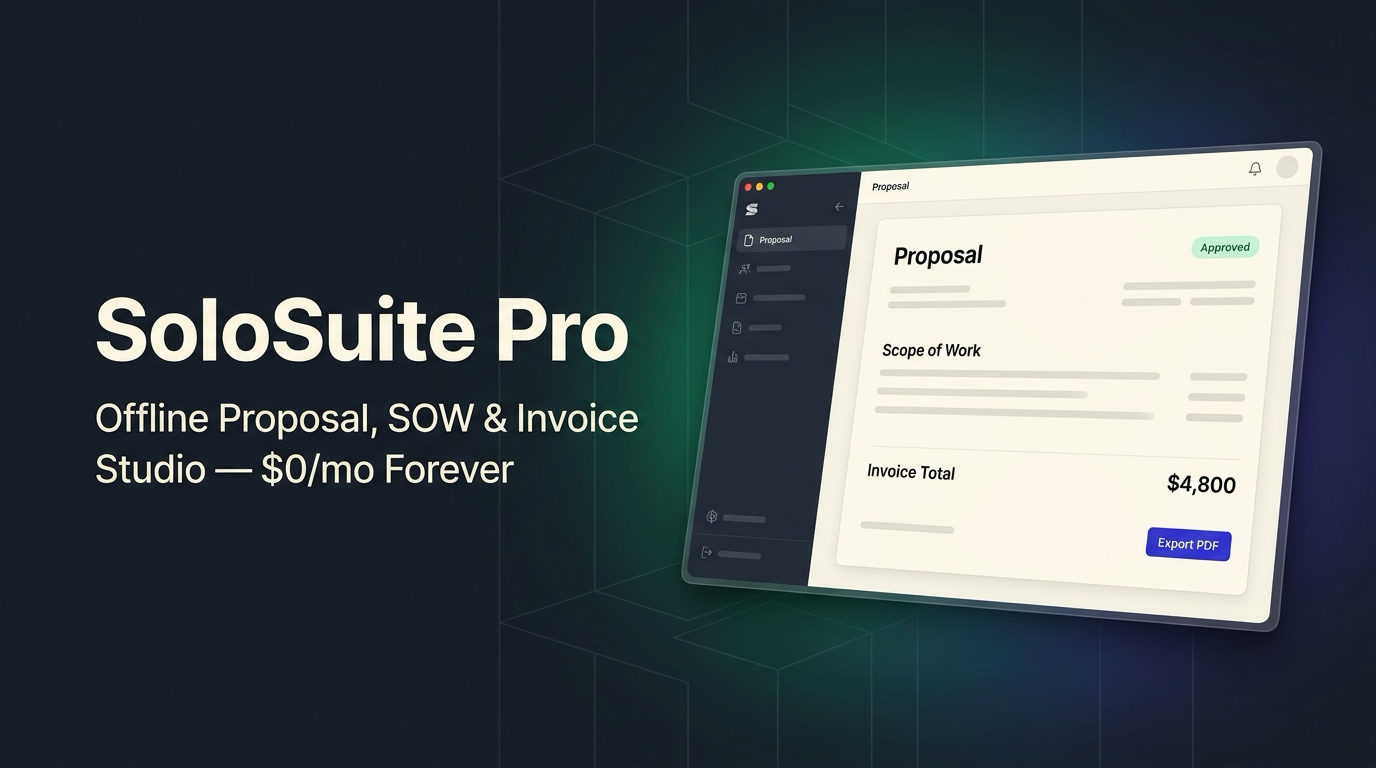 SoloSuite Pro
Offline Proposal, SOW & Invoice
Studio — $0/mo Forever
Proposal
Proposal
Proposal
Approved
Scope of Work
Invoice Total
$4,800
Export PDF